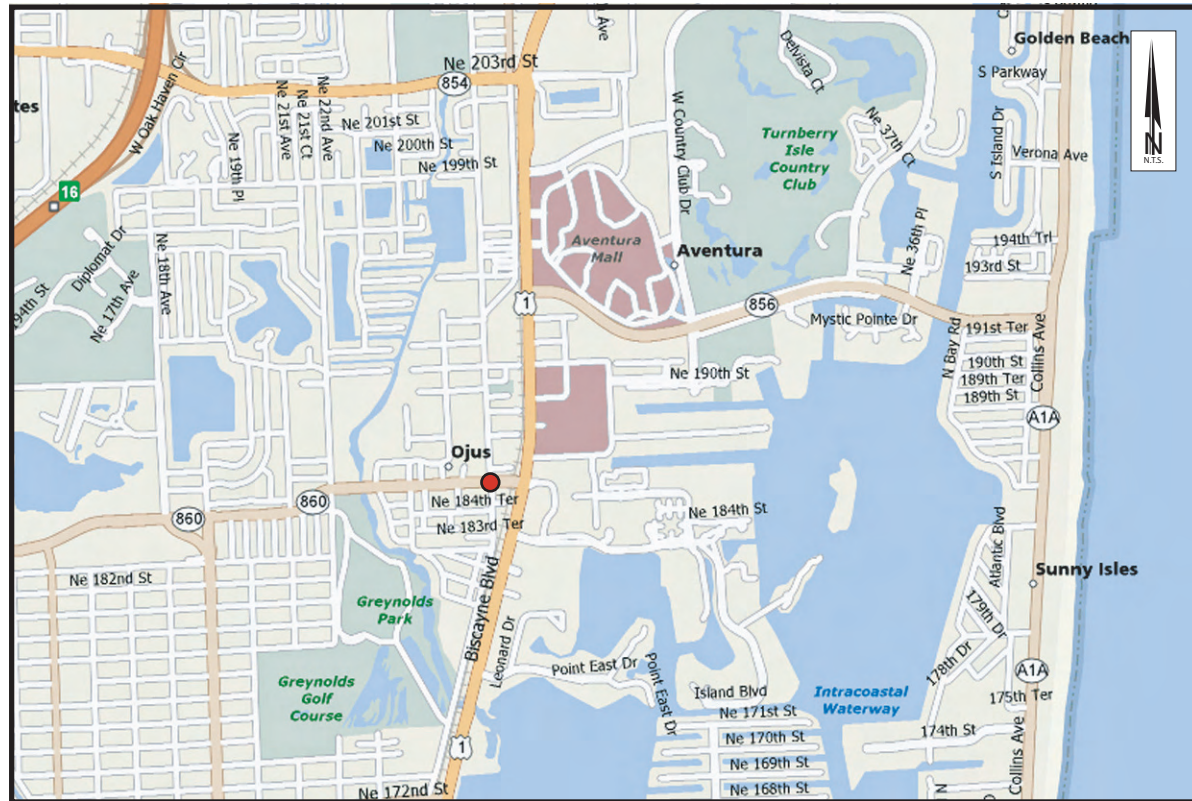 Golden Beach
Ne 203rd St
854
Ave
Delvista Ct
S Parkway
N
N.T.S.
tes
W Oak Haven Cir
Ne 21st Ave
Ne 21st Ct
Ne 22nd Ave
Ne 201st St
Ne 200th St
Ne 199th St
W Country Club Dr
Turnberry
Isle
Country
Club
Ne 37th Ct
S Island Dr
Verona Ave
16
Ne 19th Pl
Diplomat Dr
Ne 18th Ave
Aventura
Mall
Aventura
Ne 36th Pl
194th Trl
193rd St
194th St
Ne 17th Ave
1
856
Mystic Pointe Dr
N Bay Rd
191st Ter
Collins Ave
Ne 190th St
190th St
189th Ter
189th St
A1A
Ojus
860
860
Ne 184th Ter
Ne 183rd Ter
Ne 184th St
Atlantic Blvd
Ne 182nd St
Biscayne Blvd
Sunny Isles
Greynolds
Park
179th Dr
Leonard Dr
Point East Dr
Point East Dr
178th Dr
A1A
Greynolds
Golf
Course
Island Blvd
Intracoastal
Waterway
175th Ter
Ne 171st St
174th St
1
Ne 170th St
Collins Ave
Ne 169th St
Ne 172nd St
Ne 168th St
N